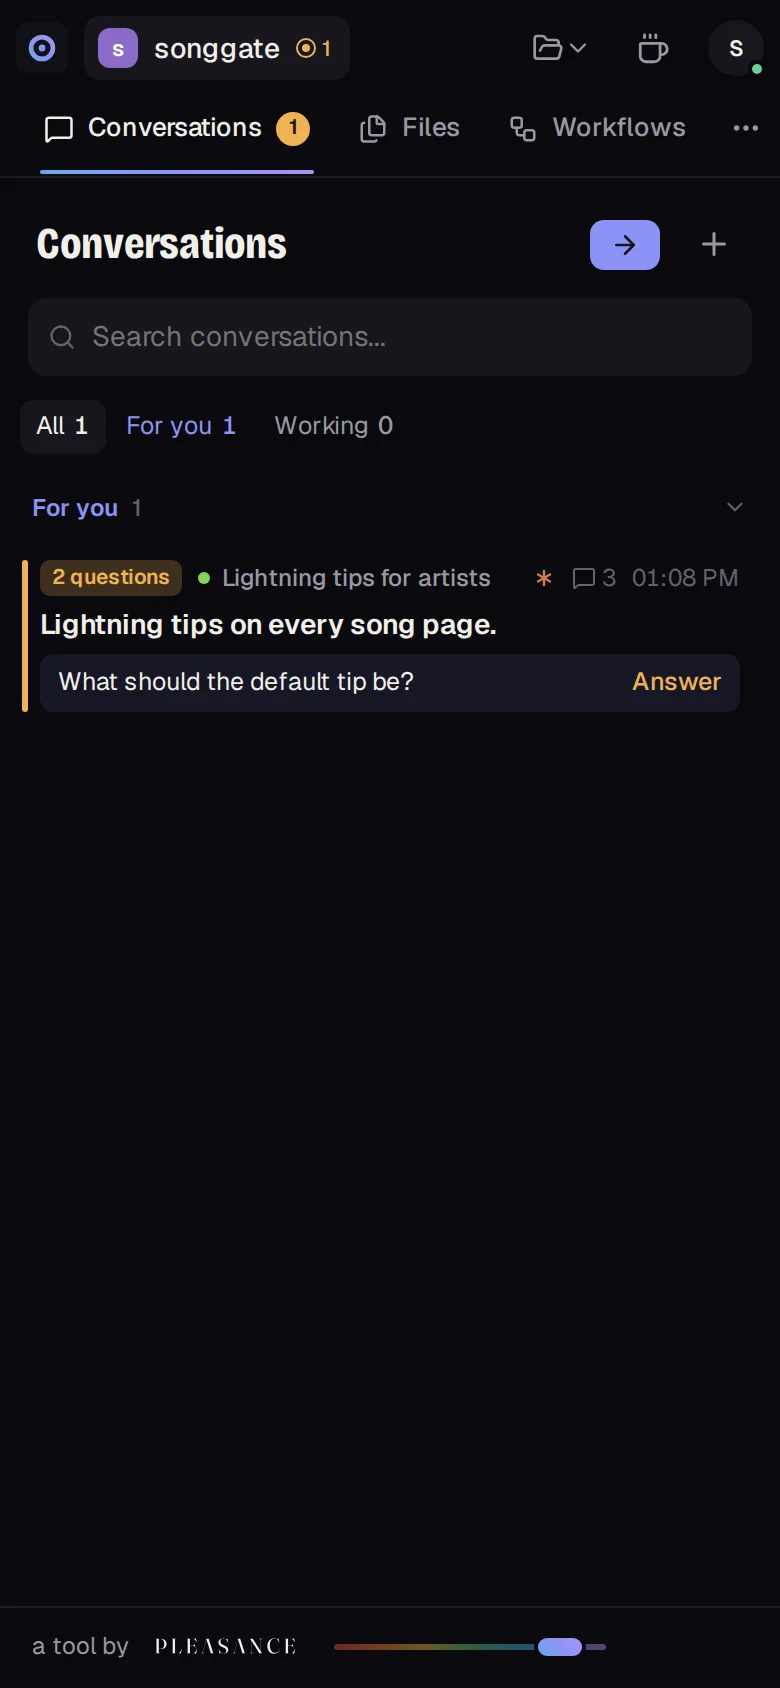 s songgate 1 S
Conversations 1 Files Workflows
Conversations
Search conversations...
All 1 For you 1 Working 0
For you 1
2 questions Lightning tips for artists 3 01:08 PM
Lightning tips on every song page.
What should the default tip be? Answer
a tool by PLEASANCE